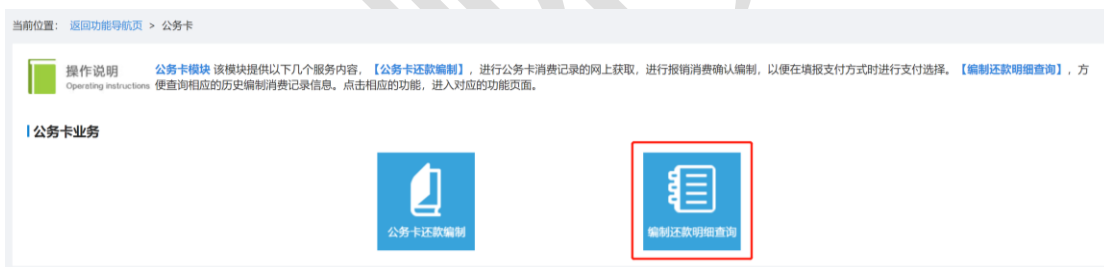 当前位置： 返回功能导航页 > 公务卡
操作说明
Operating instructions
公务卡模块 该模块提供以下几个服务内容，【公务卡还款编制】，进行公务卡消费记录的网上获取，进行报销消费确认编制，以便在填报支付方式时进行支付选择。【编制还款明细查询】，方
便查询相应的历史编制消费记录信息。点击相应的功能，进入对应的功能页面。
公务卡业务
公务卡还款编制
编制还款明细查询